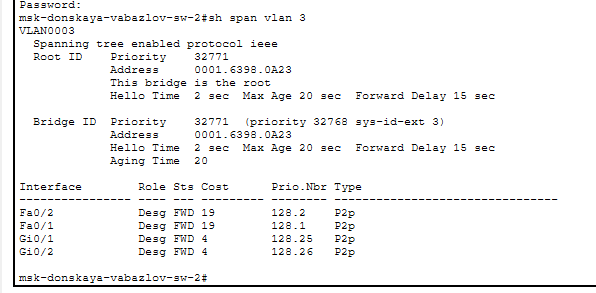 Password:
msk-donskaya-vabazlov-sw-2#sh span vlan 3
VLAN0003
  Spanning tree enabled protocol ieee
  Root ID    Priority    32771
             Address     0001.6398.0A23
             This bridge is the root
             Hello Time  2 sec  Max Age 20 sec  Forward Delay 15 sec

  Bridge ID  Priority    32771  (priority 32768 sys-id-ext 3)
             Address     0001.6398.0A23
             Hello Time  2 sec  Max Age 20 sec  Forward Delay 15 sec
             Aging Time  20

Interface        Role Sts Cost      Prio.Nbr Type
---------------- ---- --- --------- -------- --------------------------------
Fa0/2            Desg FWD 19        128.2    P2p
Fa0/1            Desg FWD 19        128.1    P2p
Gi0/1            Desg FWD 4         128.25   P2p
Gi0/2            Desg FWD 4         128.26   P2p

msk-donskaya-vabazlov-sw-2#